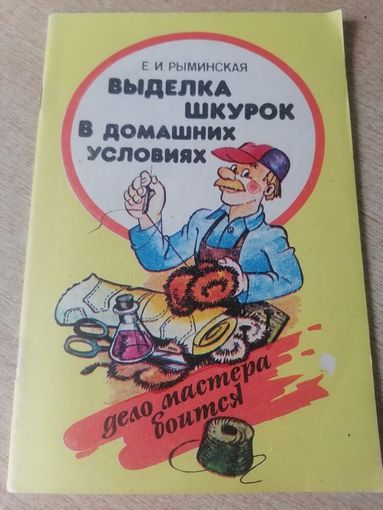 Е. И. РЫМИНСКАЯ
ВЫДЕЛКА
ШКУРОК
В ДОМАШНИХ
УСЛОВИЯХ
дело мастера
боится